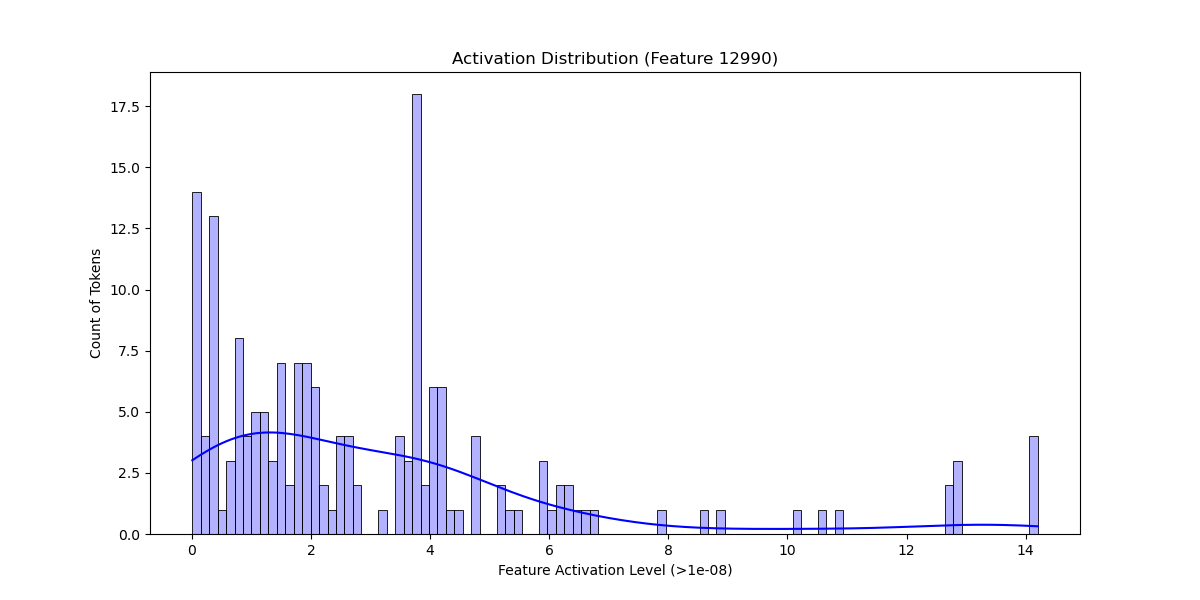 Activation Distribution (Feature 12990)
Count of Tokens
17.5
15.0
12.5
10.0
7.5
5.0
2.5
0.0
0 2 4 6 8 10 12 14
Feature Activation Level (>1e-08)